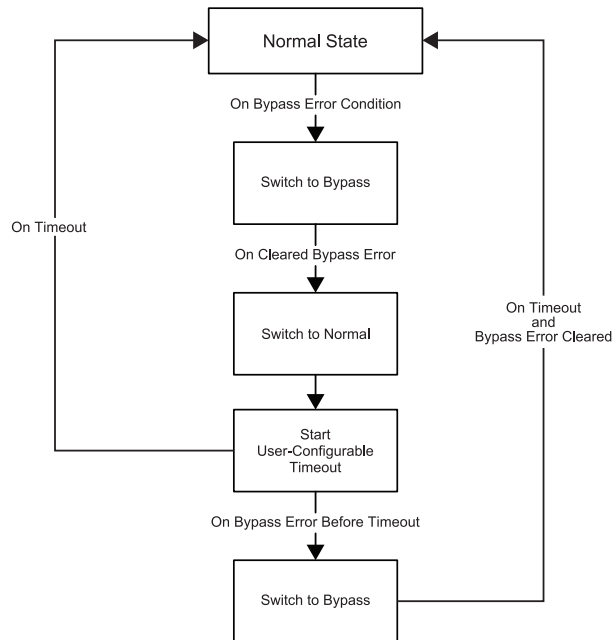 Normal State
On Bypass Error Condition
Switch to Bypass
On Timeout
On Cleared Bypass Error
Switch to Normal
On Timeout
and
Bypass Error Cleared
Start
User-Configurable
Timeout
On Bypass Error Before Timeout
Switch to Bypass